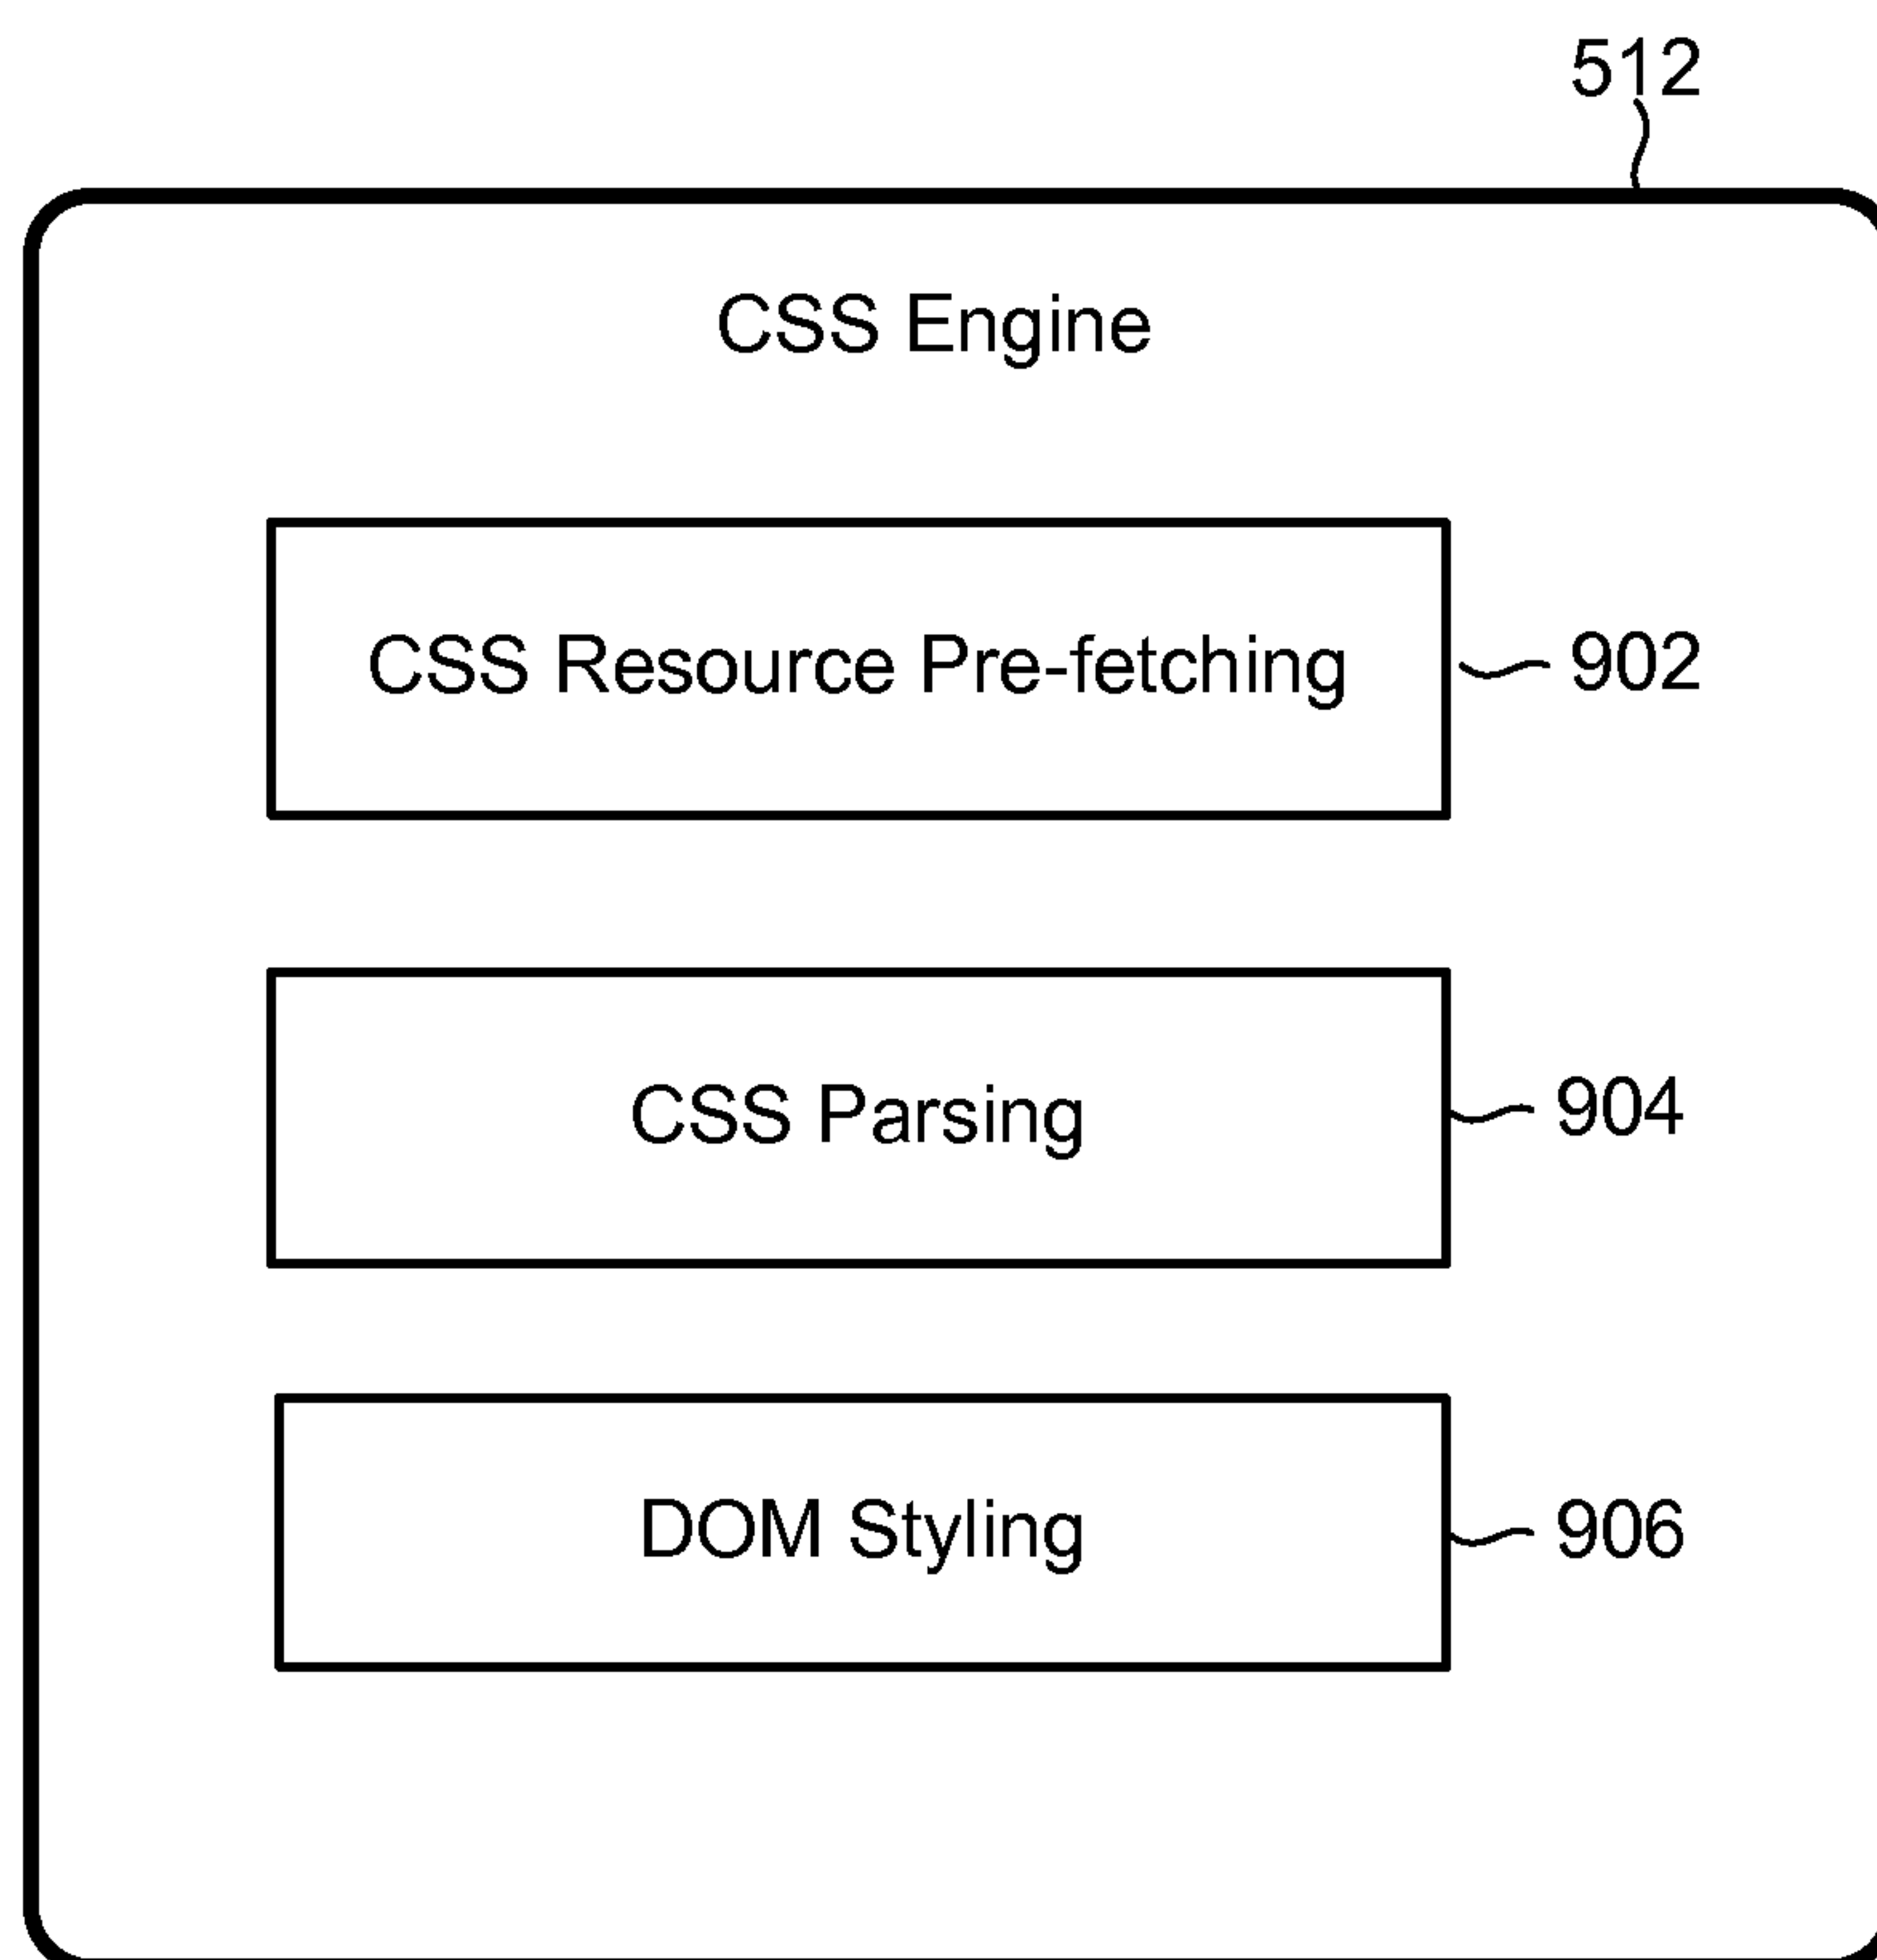 512
CSS Engine
CSS Resource Pre-fetching
902
CSS Parsing
904
DOM Styling
906